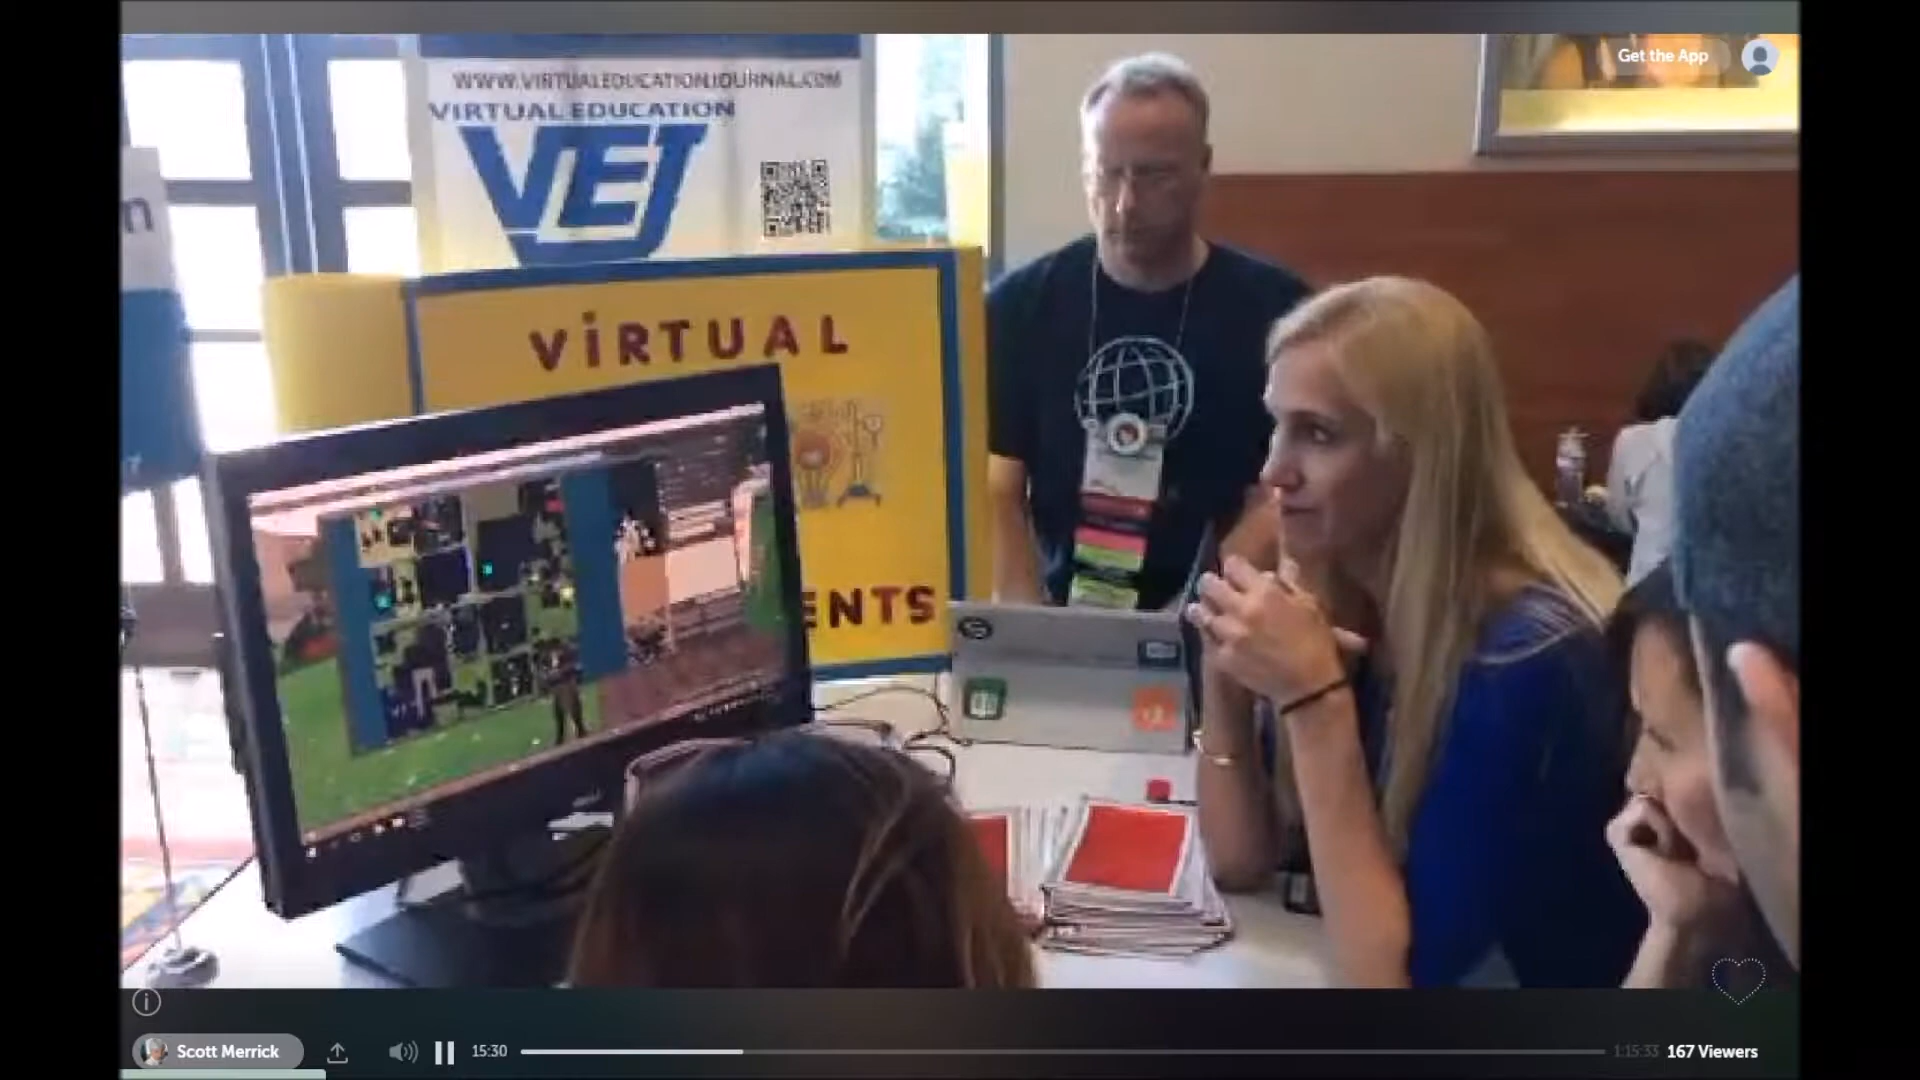 Get the App
WWW.VIRTUALEDUCATIONJOURNAL.COM
VIRTUAL EDUCATION
VEJ
n
VIRTUAL
ENTS
Scott Merrick
15:30
1:15:33
167 Viewers